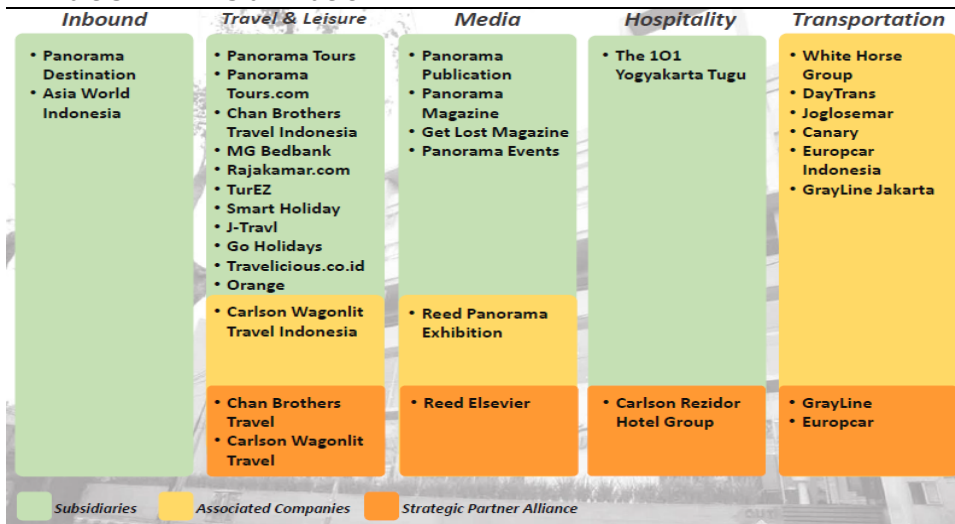 Inbound
Travel & Leisure
Media
Hospitality
Transportation
• Panorama
Destination
• Asia World
Indonesia
• Panorama Tours
• Panorama
Tours.com
• Chan Brothers
Travel Indonesia
• MG Bedbank
• Rajakamar.com
• TurEZ
• Smart Holiday
• J-Travl
• Go Holidays
• Travelicious.co.id
• Orange
• Carlson Wagonlit
Travel Indonesia
• Chan Brothers
Travel
• Carlson Wagonlit
Travel
• Panorama
Publication
• Panorama
Magazine
• Get Lost Magazine
• Panorama Events
• Reed Panorama
Exhibition
• Reed Elsevier
• The 1O1
Yogyakarta Tugu
• Carlson Rezidor
Hotel Group
• White Horse
Group
• DayTrans
• Joglosemar
• Canary
• Europcar
Indonesia
• GrayLine Jakarta
• GrayLine
• Europcar
Subsidiaries
Associated Companies
Strategic Partner Alliance
OUT